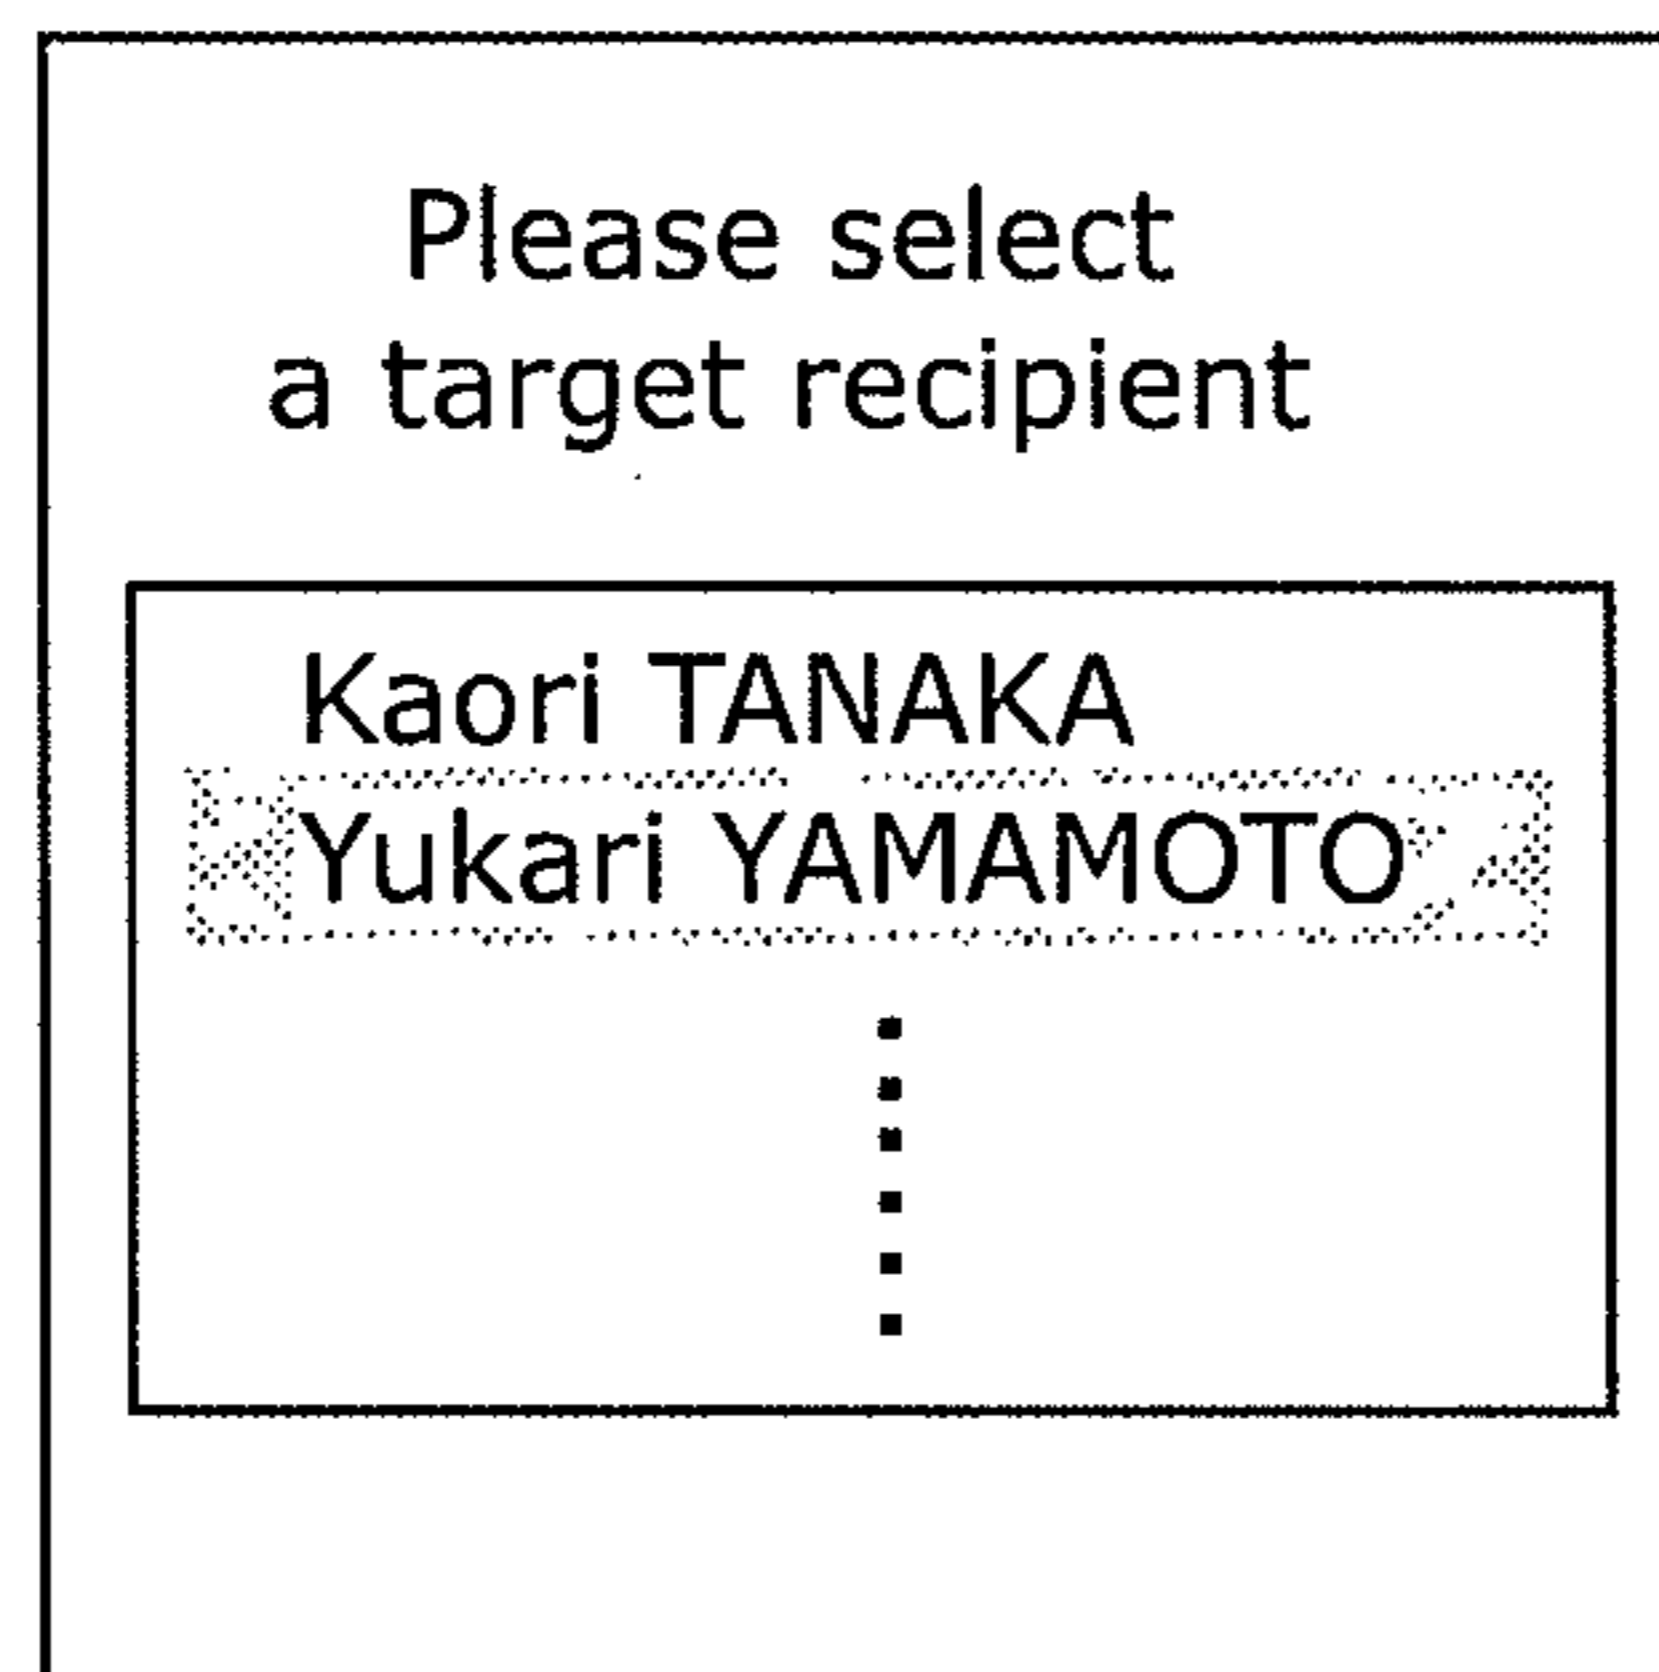 Please select
a target recipient
Kaori TANAKA
Yukari YAMAMOTO